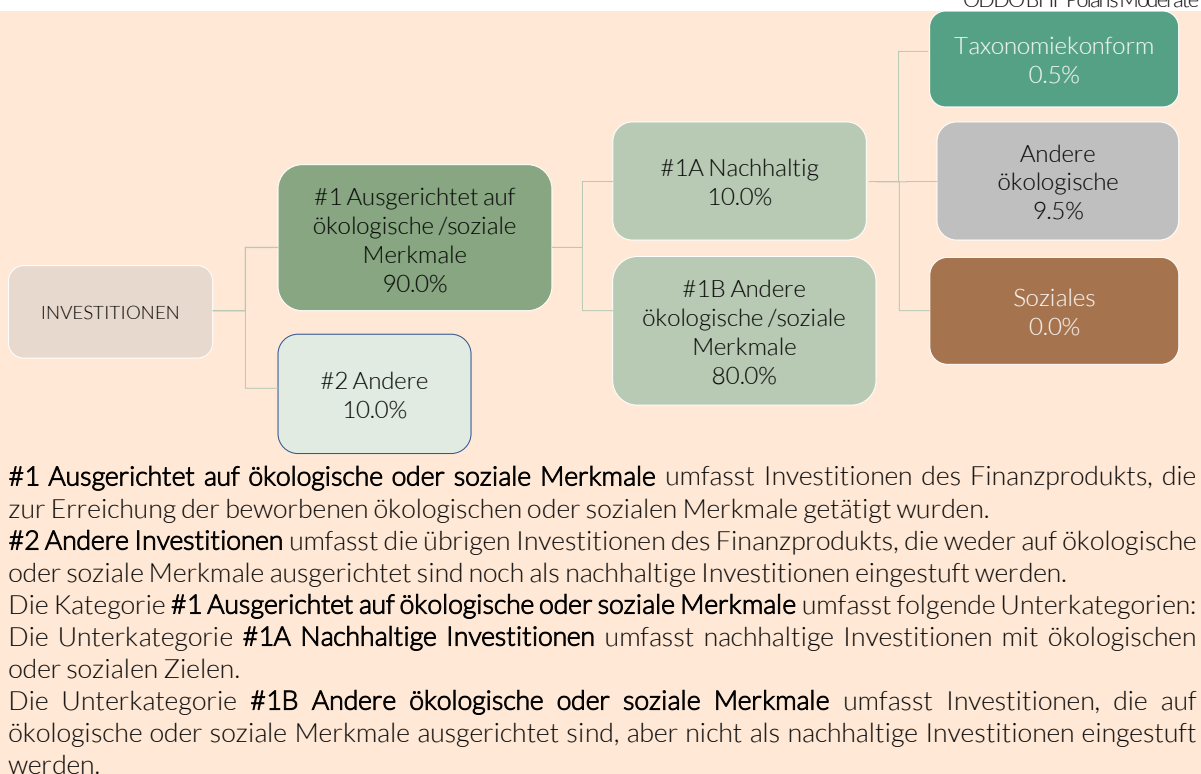 ODDO BHF Polaris Moderate
Taxonomiekonform
0.5%
Andere
ökologische
9.5%
#1A Nachhaltig
10.0%
#1 Ausgerichtet auf
ökologische /soziale
Merkmale
90.0%
#1B Andere
ökologische /soziale
Merkmale
80.0%
Soziales
0.0%
INVESTITIONEN
#2 Andere
10.0%
#1 Ausgerichtet auf ökologische oder soziale Merkmale umfasst Investitionen des Finanzprodukts, die
zur Erreichung der beworbenen ökologischen oder sozialen Merkmale getätigt wurden.
#2 Andere Investitionen umfasst die übrigen Investitionen des Finanzprodukts, die weder auf ökologische
oder soziale Merkmale ausgerichtet sind noch als nachhaltige Investitionen eingestuft werden.
Die Kategorie #1 Ausgerichtet auf ökologische oder soziale Merkmale umfasst folgende Unterkategorien:
Die Unterkategorie #1A Nachhaltige Investitionen umfasst nachhaltige Investitionen mit ökologischen
oder sozialen Zielen.
Die Unterkategorie #1B Andere ökologische oder soziale Merkmale umfasst Investitionen, die auf
ökologische oder soziale Merkmale ausgerichtet sind, aber nicht als nachhaltige Investitionen eingestuft
werden.